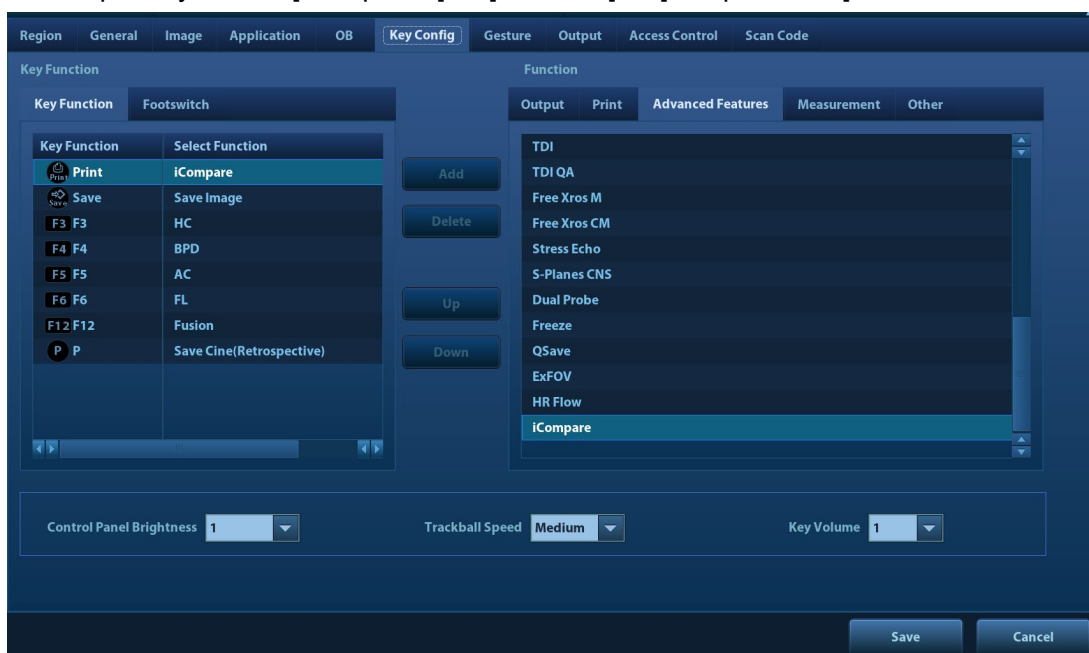 Region General Image Application OB Key Config Gesture Output Access Control Scan Code
Key Function Function
Key Function Footswitch Output Print Advanced Features Measurement Other
Key Function Select Function TDI
Print Print iCompare Add TDI QA
Save Save Save Image Free Xros M
F3 F3 HC Delete Free Xros CM
F4 F4 BPD Stress Echo
F5 F5 AC S-Planes CNS
F6 F6 FL Up Dual Probe
F12 F12 Fusion Freeze
P P Save Cine(Retrospective) Down QSave
ExFOV
HR Flow
iCompare
Control Panel Brightness 1 Trackball Speed Medium Key Volume 1
Save Cancel